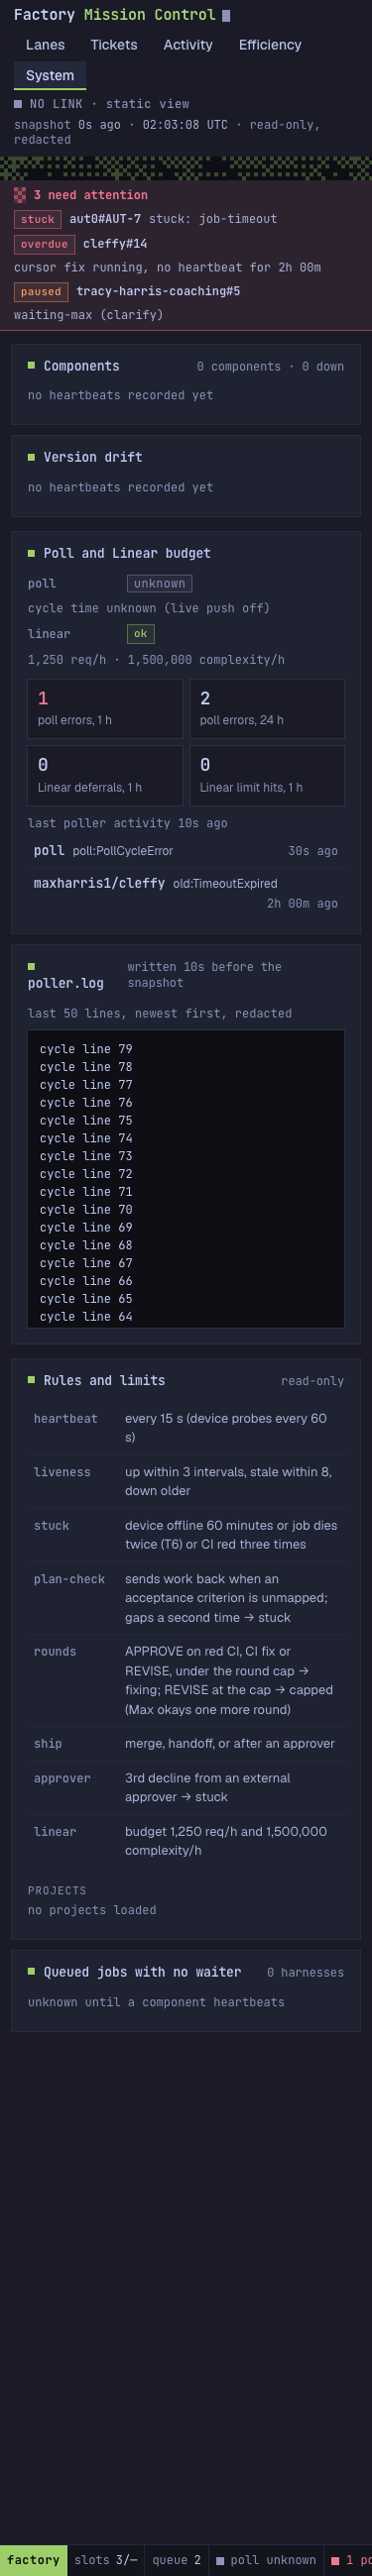 Factory Mission Control
Lanes Tickets Activity Efficiency
System
NO LINK · static view
snapshot 0s ago · 02:03:08 UTC · read-only,
redacted
3 need attention
stuck aut0#AUT-7 stuck: job-timeout
overdue cleffy#14
cursor fix running, no heartbeat for 2h 00m
paused tracy-harris-coaching#5
waiting-max (clarify)
Components 0 components · 0 down
no heartbeats recorded yet
Version drift
no heartbeats recorded yet
Poll and Linear budget
poll unknown
cycle time unknown (live push off)
linear ok
1,250 req/h · 1,500,000 complexity/h
1 2
poll errors, 1 h poll errors, 24 h
0 0
Linear deferrals, 1 h Linear limit hits, 1 h
last poller activity 10s ago
poll poll:PollCycleError 30s ago
maxharris1/cleffy old:TimeoutExpired
2h 00m ago
poller.log written 10s before the
snapshot
last 50 lines, newest first, redacted
cycle line 79
cycle line 78
cycle line 77
cycle line 76
cycle line 75
cycle line 74
cycle line 73
cycle line 72
cycle line 71
cycle line 70
cycle line 69
cycle line 68
cycle line 67
cycle line 66
cycle line 65
cycle line 64
Rules and limits read-only
heartbeat every 15 s (device probes every 60
s)
liveness up within 3 intervals, stale within 8,
down older
stuck device offline 60 minutes or job dies
twice (T6) or CI red three times
plan-check sends work back when an
acceptance criterion is unmapped;
gaps a second time → stuck
rounds APPROVE on red CI, CI fix or
REVISE, under the round cap →
fixing; REVISE at the cap → capped
(Max okays one more round)
ship merge, handoff, or after an approver
approver 3rd decline from an external
approver → stuck
linear budget 1,250 req/h and 1,500,000
complexity/h
PROJECTS
no projects loaded
Queued jobs with no waiter 0 harnesses
unknown until a component heartbeats
factory slots 3/— queue 2 poll unknown 1 po